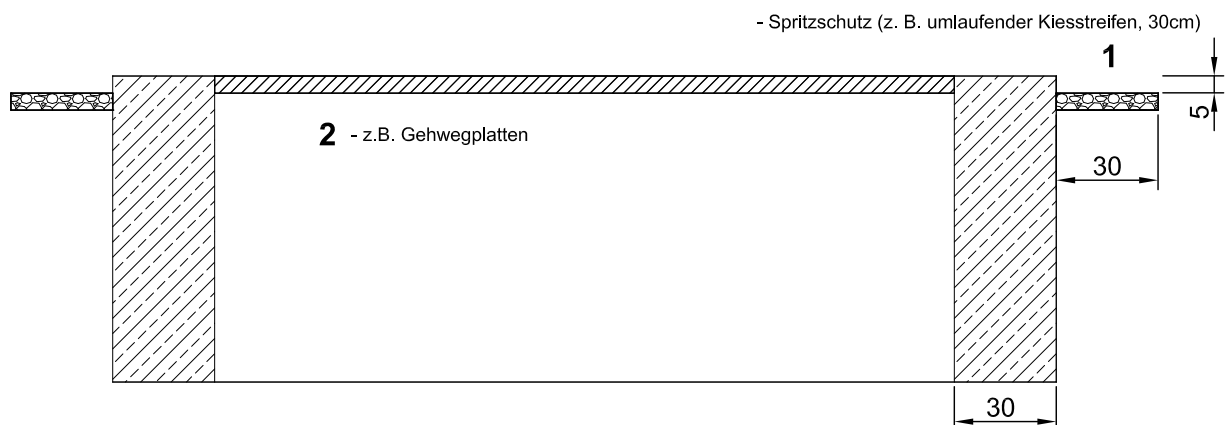 - Spritzschutz (z. B. umlaufender Kiesstreifen, 30cm)
1
5
2 - z.B. Gehwegplatten
30
30